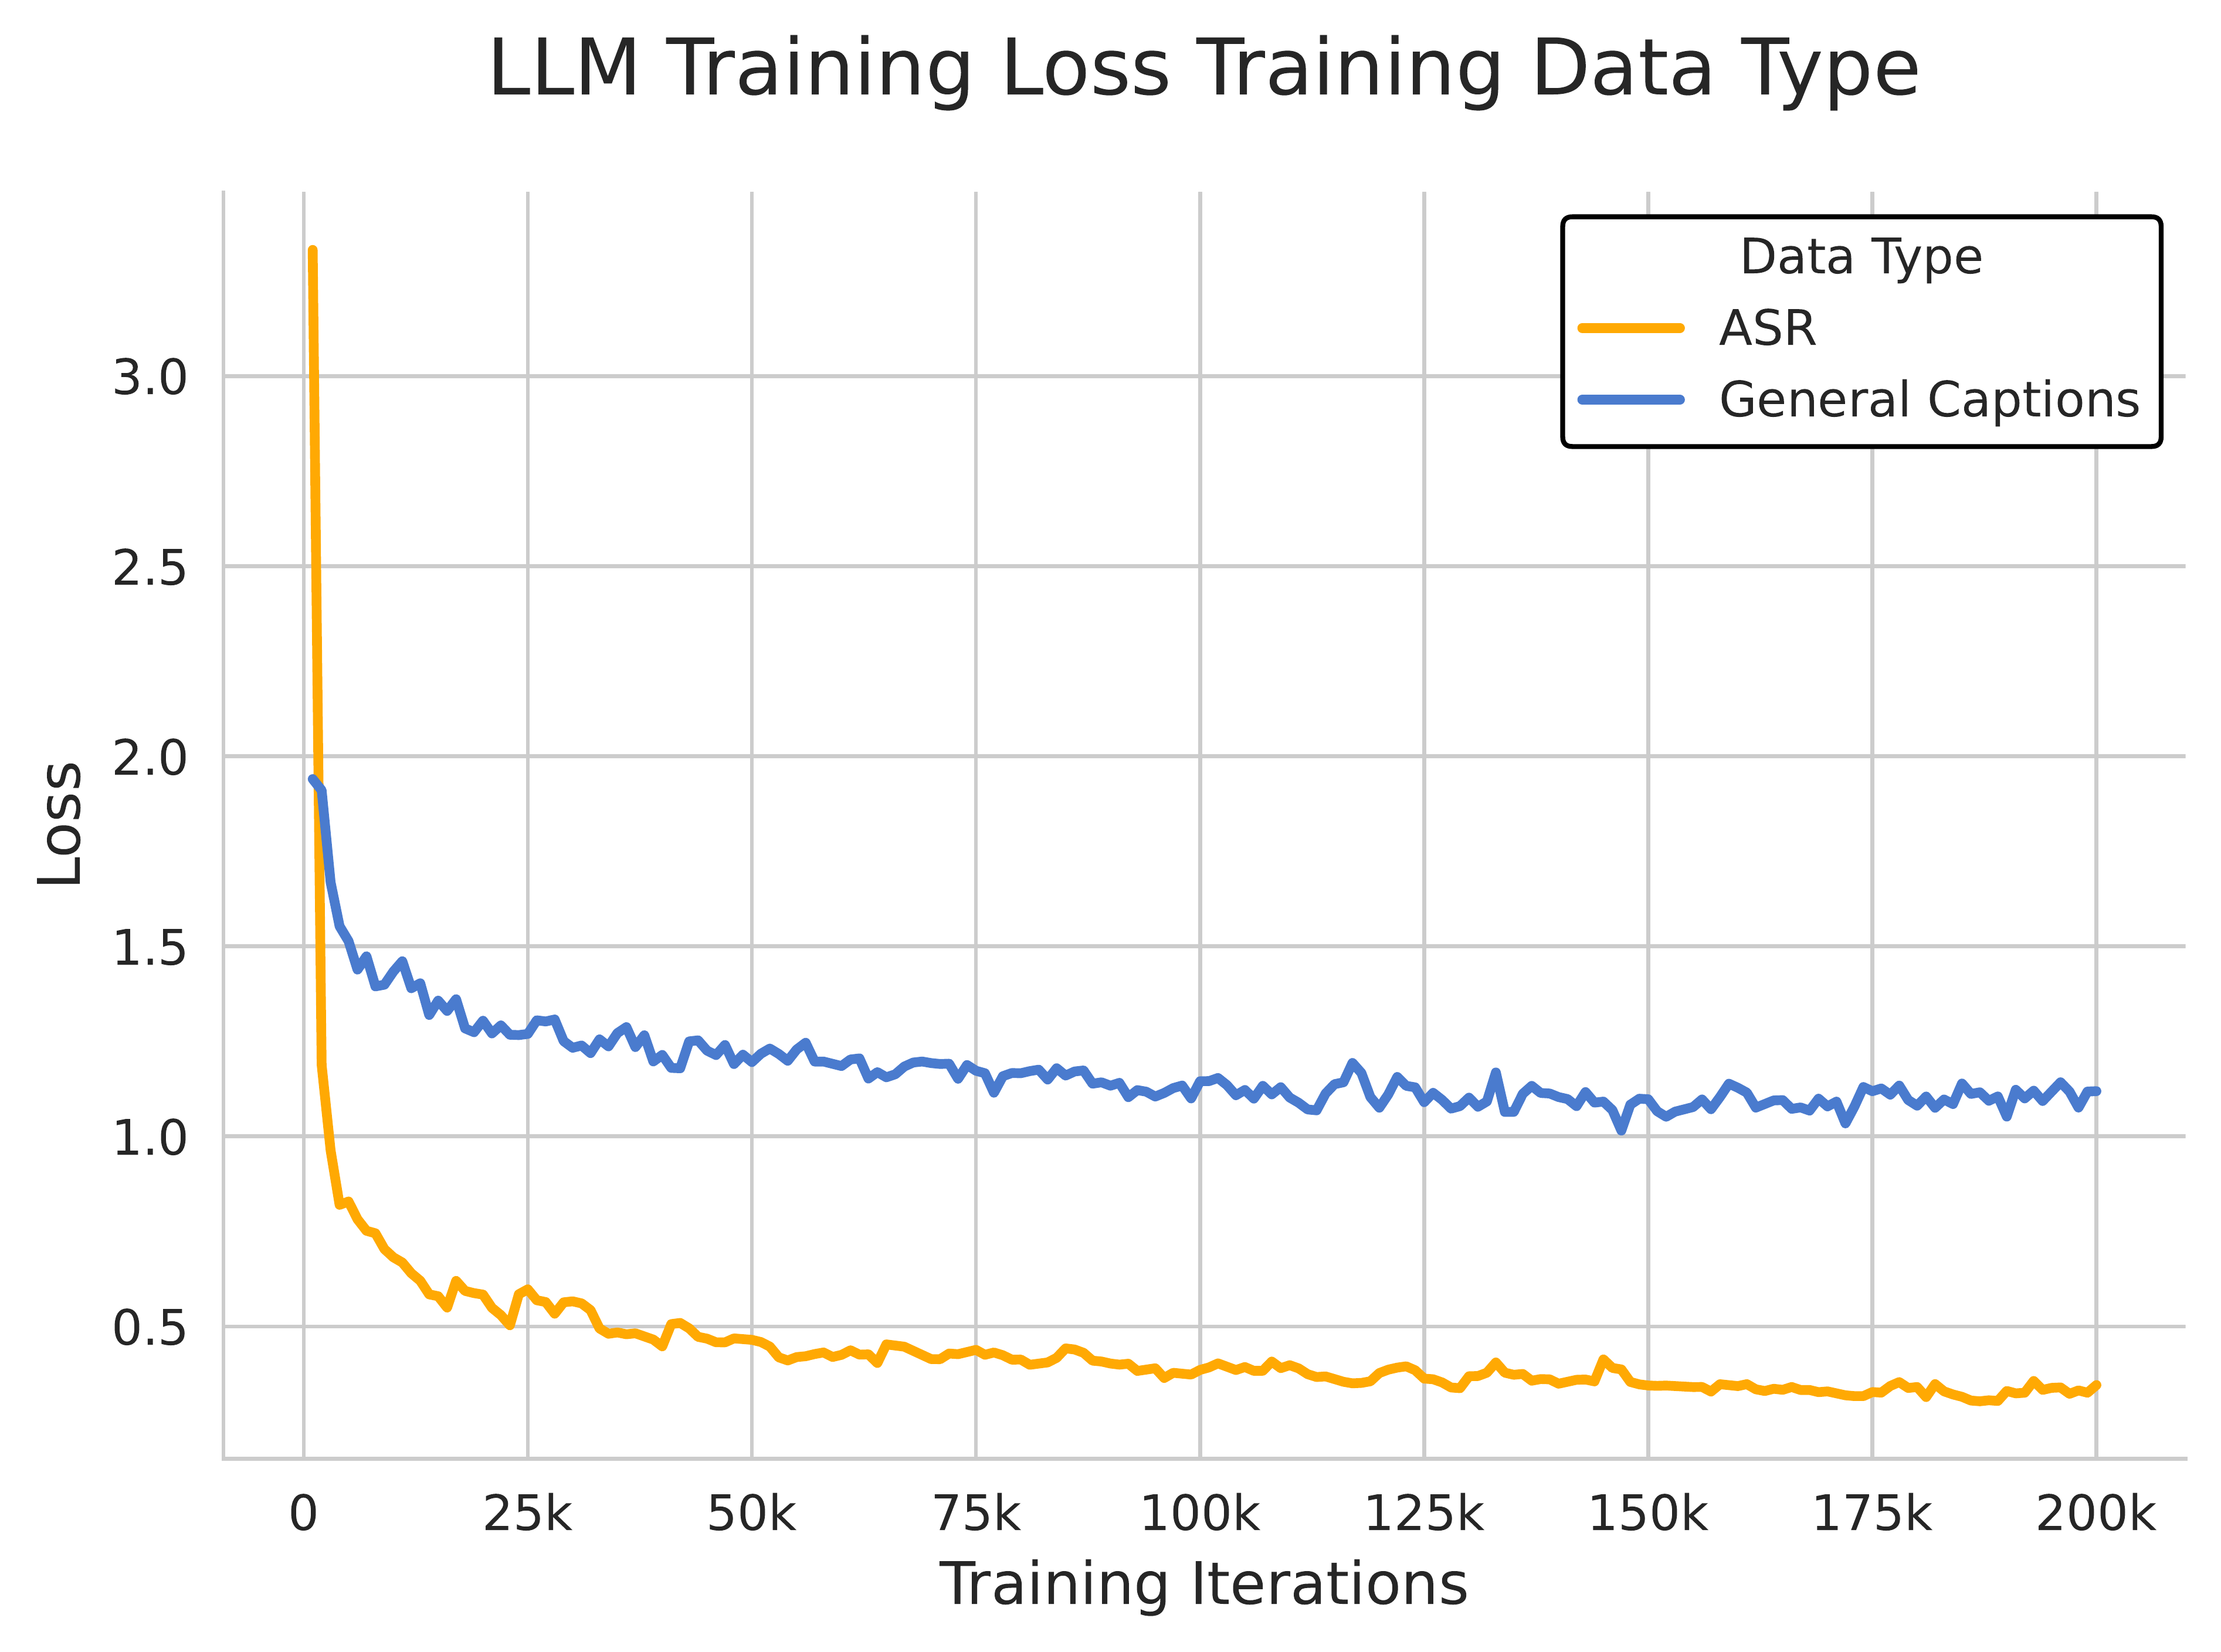 LLM Training Loss Training Data Type
Data Type
ASR
General Captions
3.0
2.5
2.0
1.5
1.0
0.5
Loss
0
25k
50k
75k
100k
125k
150k
175k
200k
Training Iterations